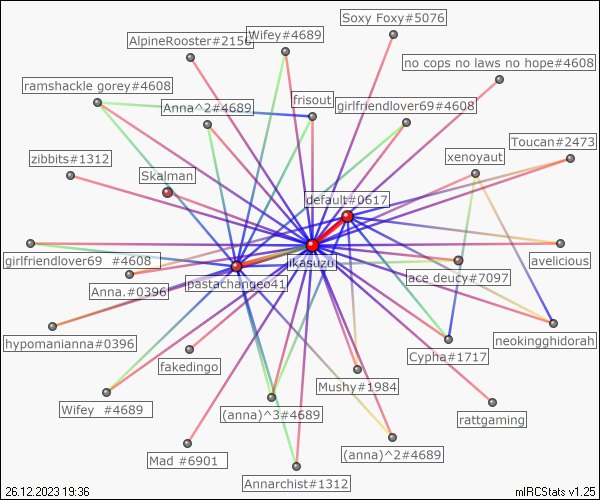 Soxy Foxy#5076
Wifey#4689
AlpineRooster#2156
no cops no laws no hope#4608
ramshackle gorey#4608
frisout
girlfriendlover69#4608
Anna^2#4689
Toucan#2473
xenoyaut
zibbits#1312
Skalman
default#0617
girlfriendlover69 #4608
ikasuzu
avelicious
ace deucy#7097
pastachangeo41
Anna.#0396
hypomanianna#0396
neokingghidorah
Cypha#1717
fakedingo
Mushy#1984
Wifey #4689
(anna)^3#4689
rattgaming
(anna)^2#4689
Mad #6901
Annarchist#1312
26.12.2023 19:36
mIRCStats v1.25